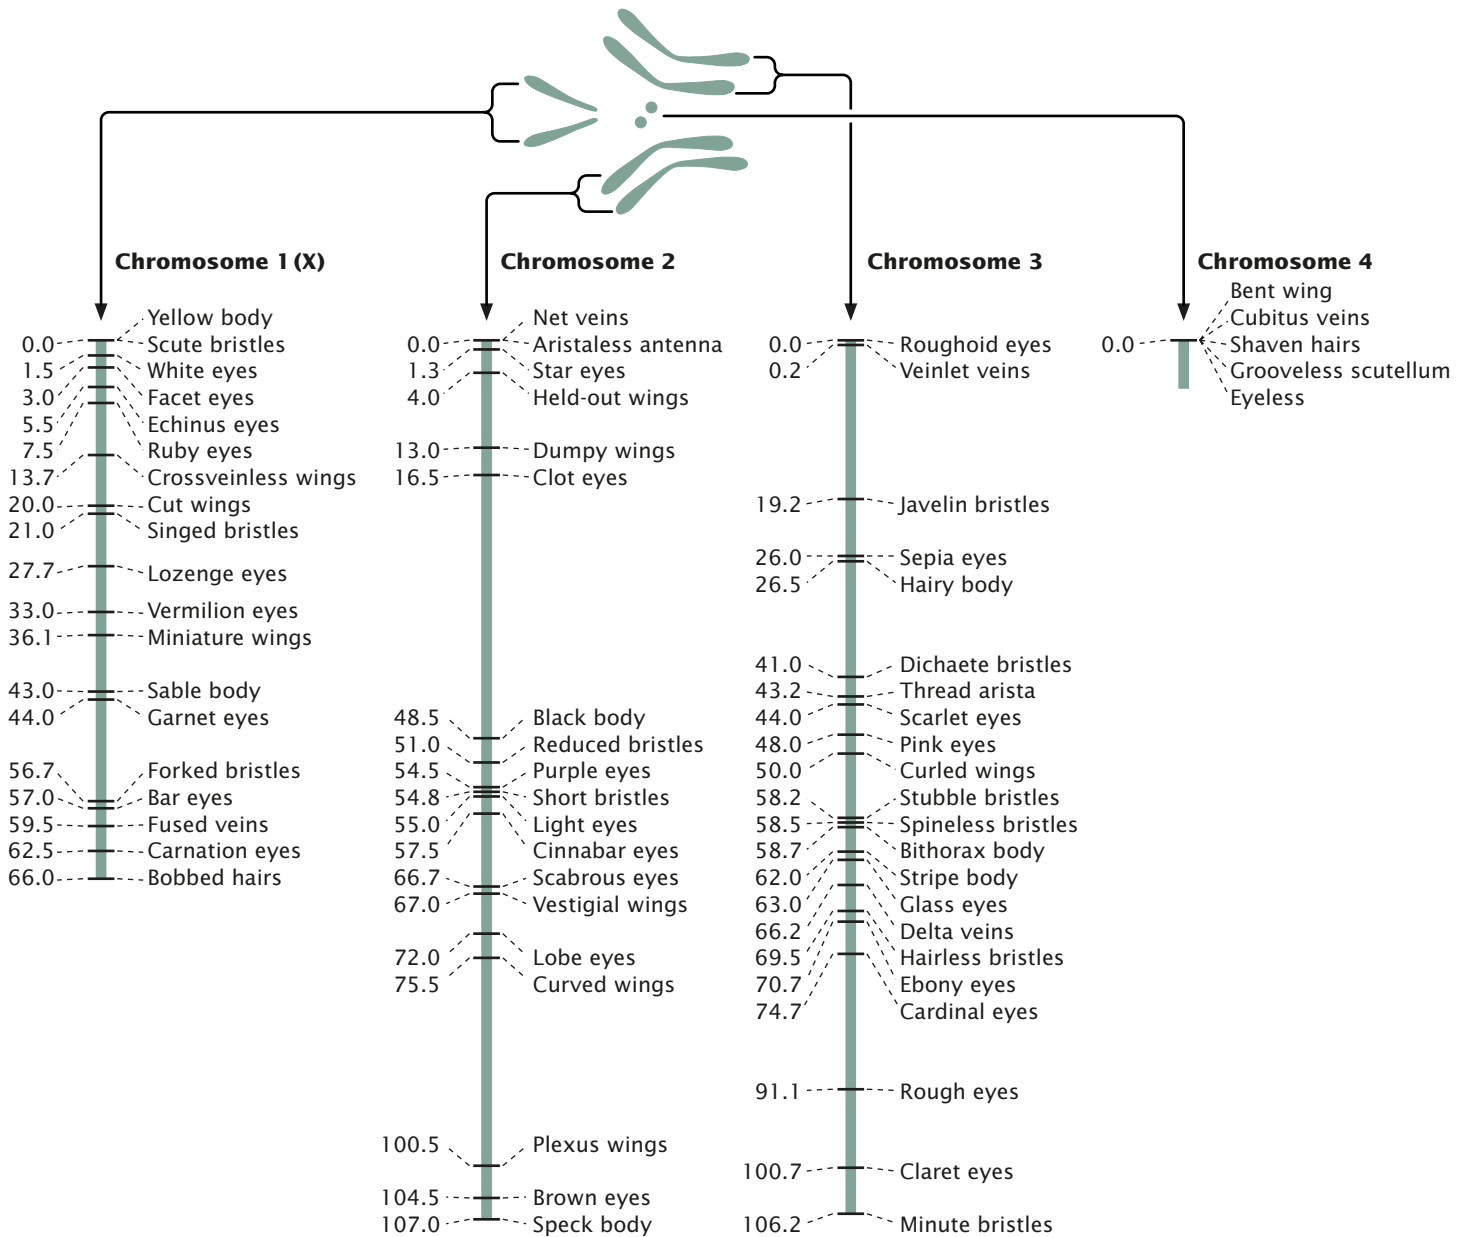 Chromosome 1 (X)
Yellow body
0.0 Scute bristles
1.5 White eyes
3.0 Facet eyes
5.5 Echinus eyes
7.5 Ruby eyes
13.7 Crossveinless wings
20.0 Cut wings
21.0 Singed bristles
27.7 Lozenge eyes
33.0 Vermilion eyes
36.1 Miniature wings
43.0 Sable body
44.0 Garnet eyes
56.7 Forked bristles
57.0 Bar eyes
59.5 Fused veins
62.5 Carnation eyes
66.0 Bobbed hairs
Chromosome 2
Net veins
0.0 Aristaless antenna
1.3 Star eyes
4.0 Held-out wings
13.0 Dumpy wings
16.5 Clot eyes
48.5 Black body
51.0 Reduced bristles
54.5 Purple eyes
54.8 Short bristles
55.0 Light eyes
57.5 Cinnabar eyes
66.7 Scabrous eyes
67.0 Vestigial wings
72.0 Lobe eyes
75.5 Curved wings
100.5 Plexus wings
104.5 Brown eyes
107.0 Speck body
Chromosome 3
0.0 Roughoid eyes
0.2 Veinlet veins
19.2 Javelin bristles
26.0 Sepia eyes
26.5 Hairy body
41.0 Dichaete bristles
43.2 Thread arista
44.0 Scarlet eyes
48.0 Pink eyes
50.0 Curled wings
58.2 Stubble bristles
58.5 Spineless bristles
58.7 Bithorax body
62.0 Stripe body
63.0 Glass eyes
66.2 Delta veins
69.5 Hairless bristles
70.7 Ebony eyes
74.7 Cardinal eyes
91.1 Rough eyes
100.7 Claret eyes
106.2 Minute bristles
Chromosome 4
Bent wing
Cubitus veins
0.0 Shaven hairs
Grooveless scutellum
Eyeless